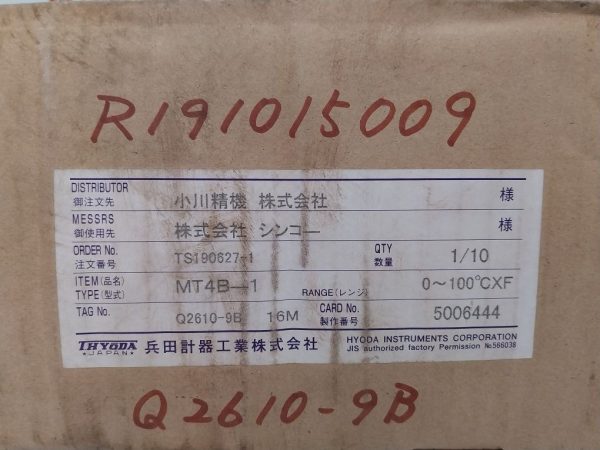 R191015009
DISTRIBUTOR
御注文先 小川精機 株式会社 様
MESSRS
御使用先 株式会社 シンコー 様
ORDER No.
注文番号 TS190627-1 QTY 数量 1/10
ITEM(品名)
TYPE(型式) MT4B-1 RANGE(レンジ) 0~100℃XF
TAG No. Q2610-9B 16M CARD No. 製作番号 5006444
THYODA JAPAN 兵田計器工業株式会社 HYODA INSTRUMENTS CORPORATION
JIS authorized factory Permission №566038
Q2610-9B